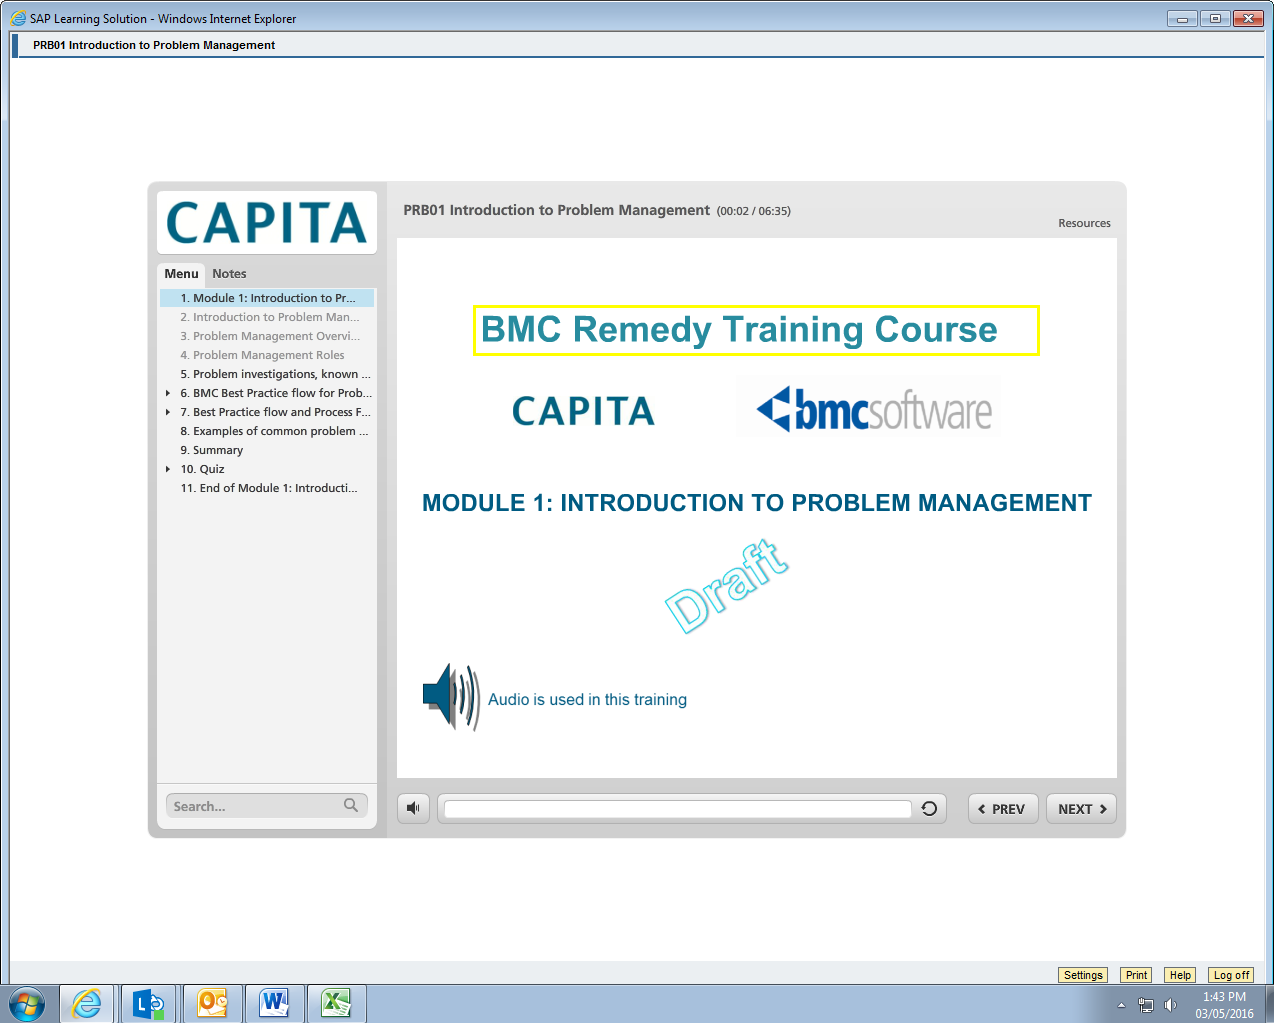 SAP Learning Solution - Windows Internet Explorer
PRB01 Introduction to Problem Management
CAPITA
PRB01 Introduction to Problem Management (00:02 / 06:35)
Resources
Menu Notes
1. Module 1: Introduction to Pr...
2. Introduction to Problem Man...
3. Problem Management Overvi...
4. Problem Management Roles
5. Problem investigations, known ...
6. BMC Best Practice flow for Prob...
7. Best Practice flow and Process F...
8. Examples of common problem ...
9. Summary
10. Quiz
11. End of Module 1: Introducti...
Search...
BMC Remedy Training Course
CAPITA bmcsoftware
MODULE 1: INTRODUCTION TO PROBLEM MANAGEMENT
Draft
Audio is used in this training
PREV NEXT
Settings Print Help Log off
1:43 PM
03/05/2016